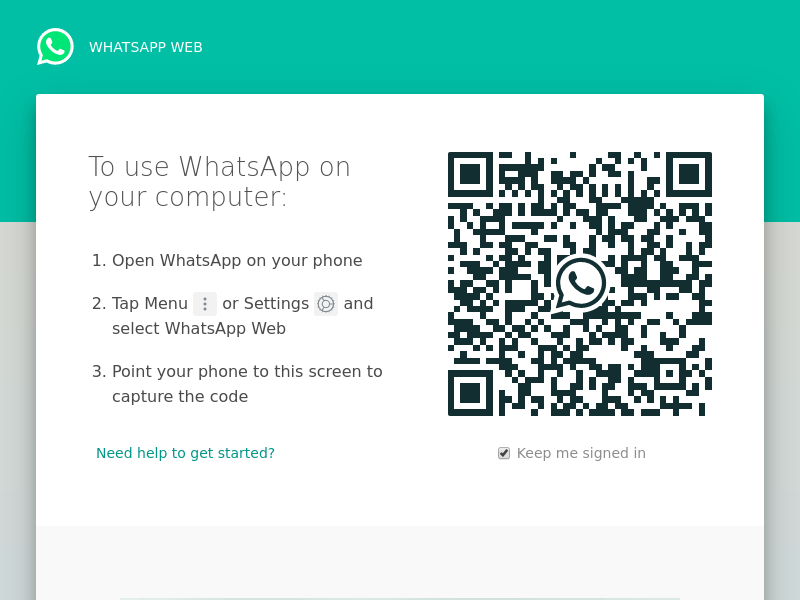 WHATSAPP WEB
To use WhatsApp on
your computer:
1. Open WhatsApp on your phone
2. Tap Menu or Settings and
select WhatsApp Web
3. Point your phone to this screen to
capture the code
Need help to get started?
Keep me signed in